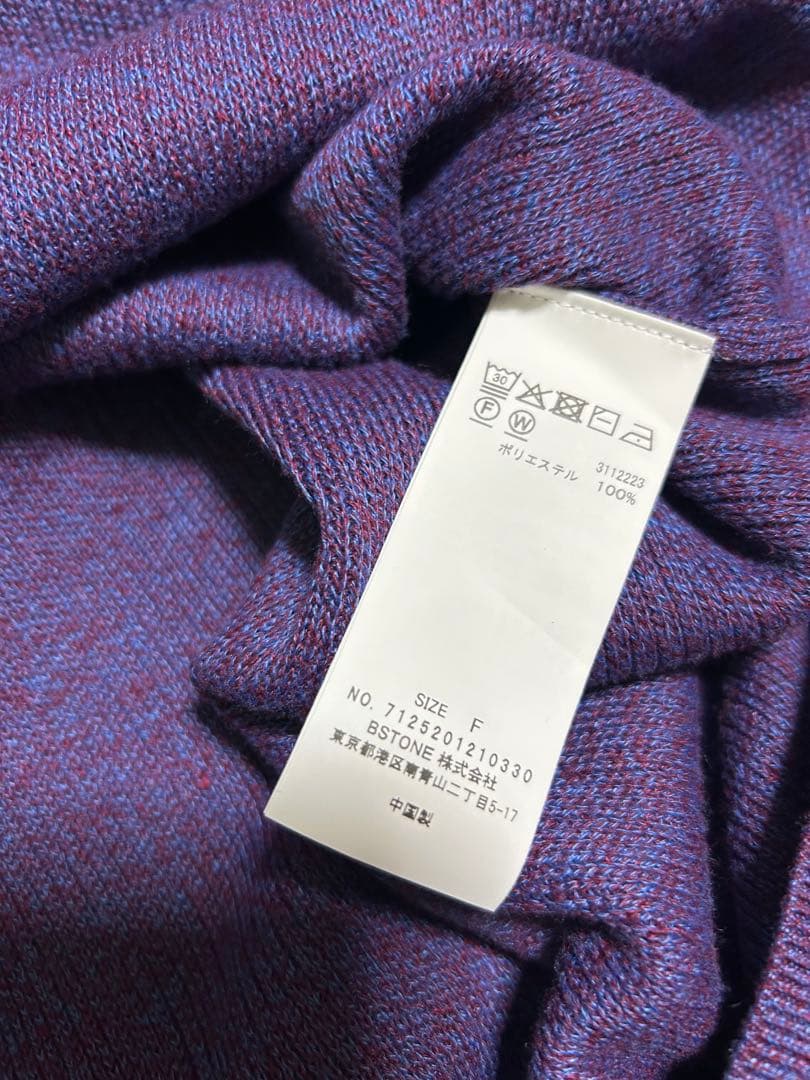 30
F W
3112223
ポリエステル 100%
SIZE F
NO. 7125201210330
BSTONE 株式会社
東京都港区南青山二丁目5-17
中国製